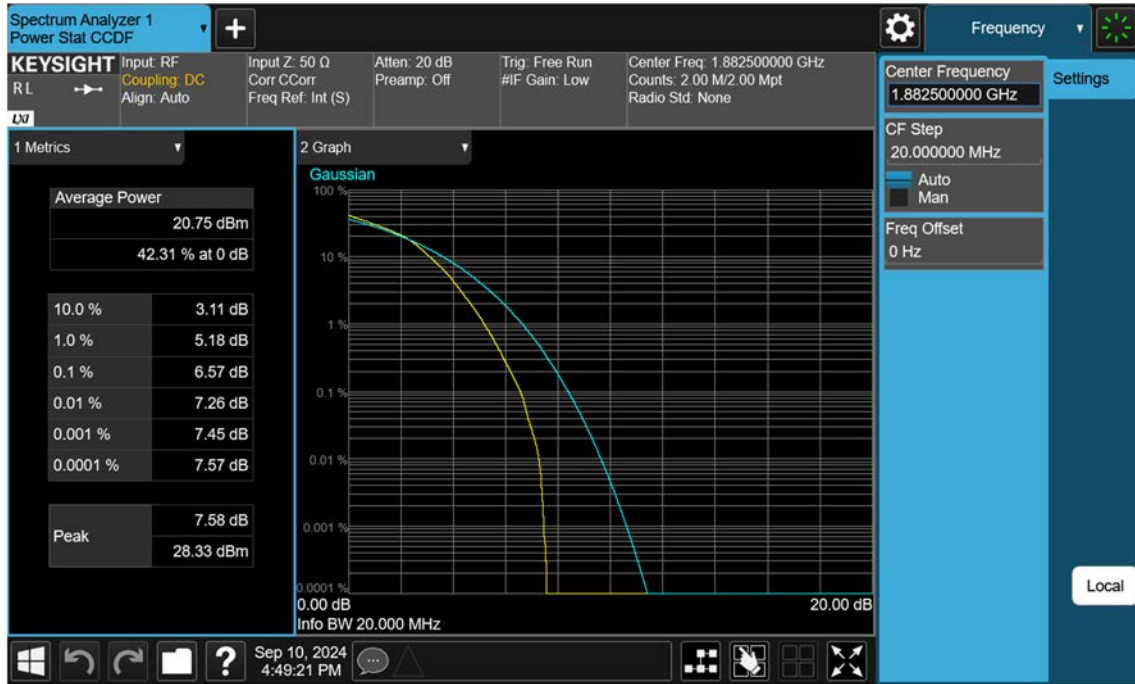 Spectrum Analyzer 1
Power Stat CCDF
+
Frequency
KEYSIGHT
R L
LXI
Input: RF
Coupling: DC
Align: Auto
Input Z: 50 Ω
Corr CCorr
Freq Ref: Int (S)
Atten: 20 dB
Preamp: Off
Trig: Free Run
#IF Gain: Low
Center Freq: 1.882500000 GHz
Counts: 2.00 M/2.00 Mpt
Radio Std: None
Center Frequency
1.882500000 GHz
Settings
CF Step
20.000000 MHz
Auto
Man
Freq Offset
0 Hz
Local
1 Metrics
Average Power
20.75 dBm
42.31 % at 0 dB
10.0 % 3.11 dB
1.0 % 5.18 dB
0.1 % 6.57 dB
0.01 % 7.26 dB
0.001 % 7.45 dB
0.0001 % 7.57 dB
Peak
7.58 dB
28.33 dBm
2 Graph
Gaussian
100 %
10 %
1 %
0.1 %
0.01 %
0.001 %
0.0001 %
0.00 dB
20.00 dB
Info BW 20.000 MHz
?
Sep 10, 2024
4:49:21 PM